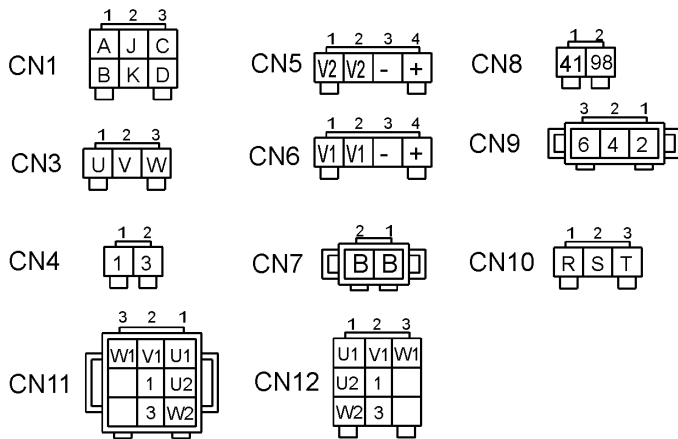 CN1
1 2 3
A J C
B K D
CN5
1 2 3 4
V2 V2 - +
CN8
1 2
41 98
CN3
1 2 3
U V W
CN6
1 2 3 4
V1 V1 - +
CN9
3 2 1
6 4 2
CN4
1 2
1 3
CN7
2 1
B B
CN10
1 2 3
R S T
CN11
3 2 1
W1 V1 U1
1 U2
3 W2
CN12
1 2 3
U1 V1 W1
U2 1
W2 3